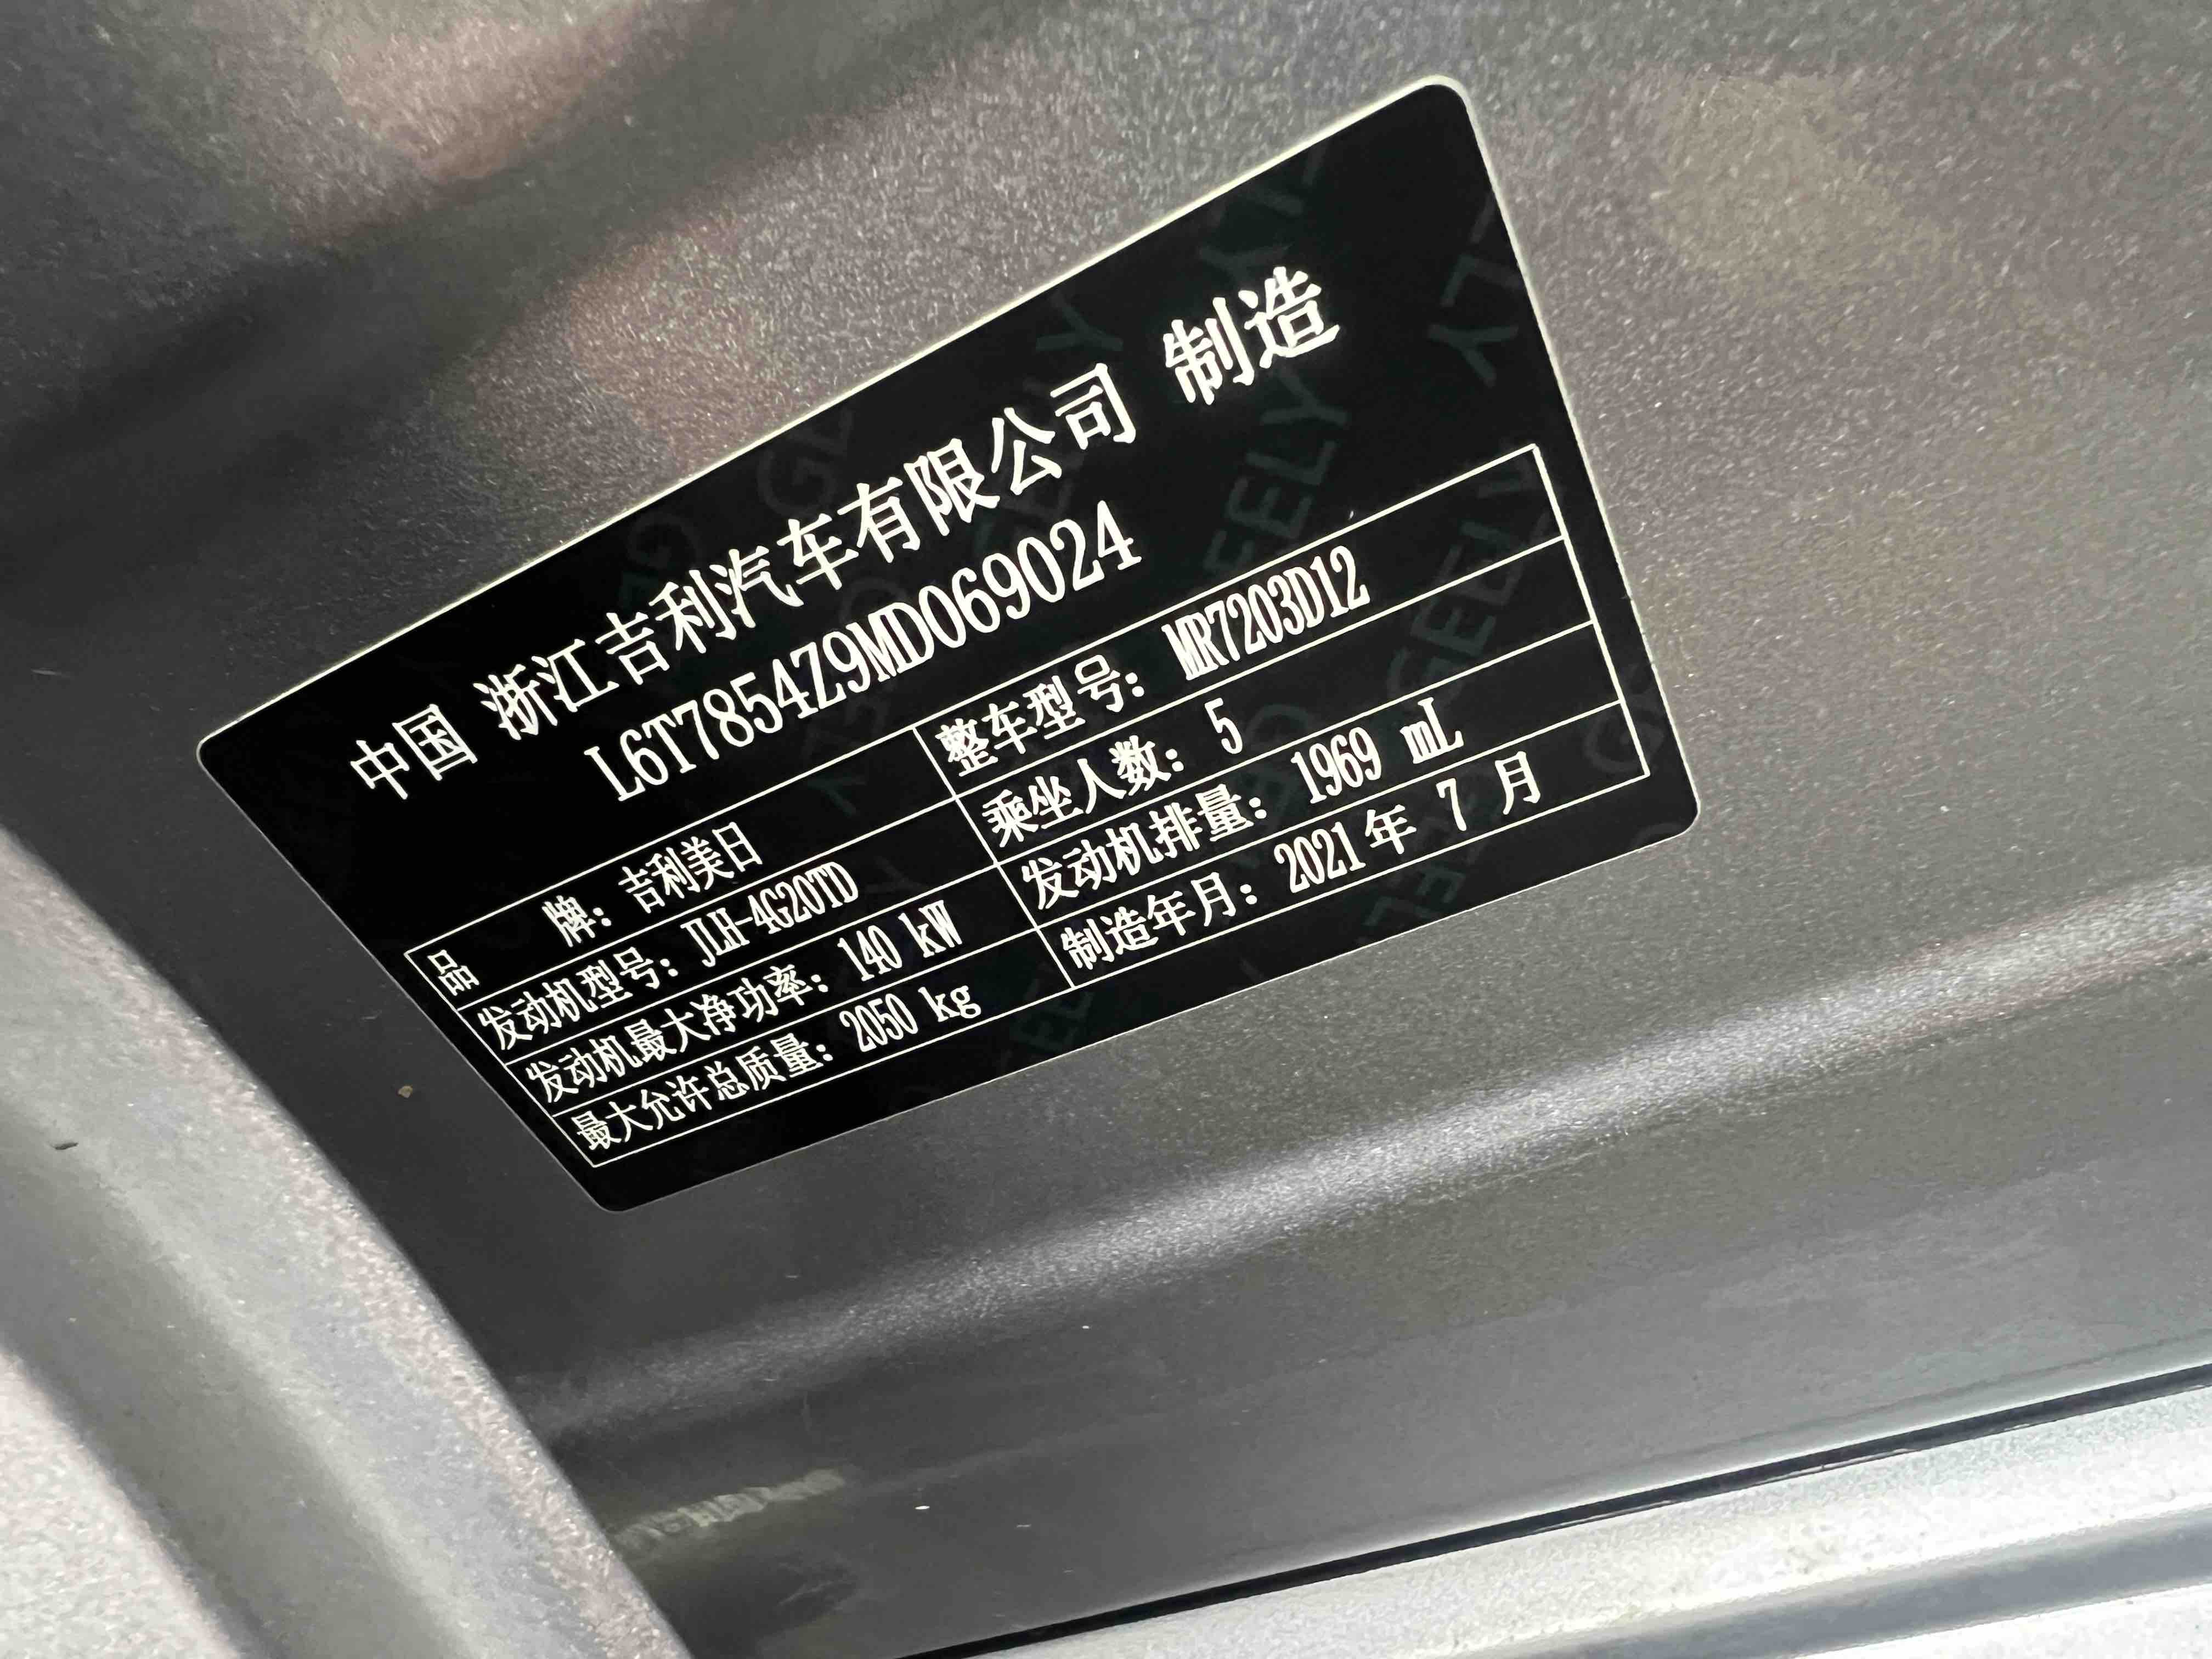 中国 浙江吉利汽车有限公司 制造
L6T7854Z9MD069024
品 牌：吉利美日 整车型号：MR7203D12
发动机型号：JLH-4G20TD 乘坐人数：5
发动机最大净功率：140 kW 发动机排量：1969 mL
最大允许总质量：2050 kg 制造年月：2021年 7 月